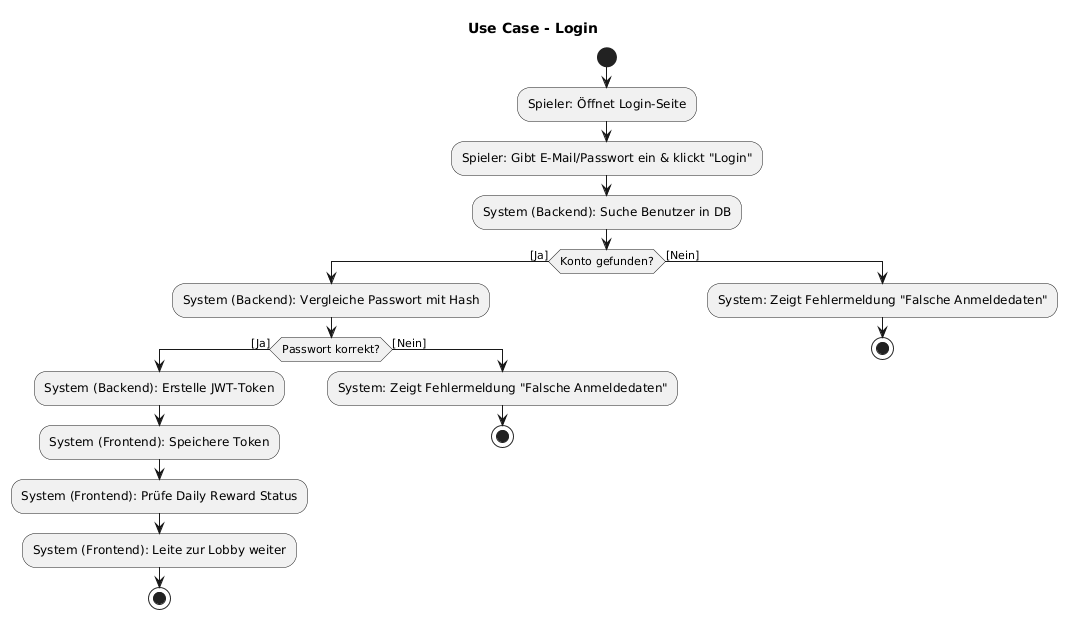 Use Case - Login
Spieler: Öffnet Login-Seite
Spieler: Gibt E-Mail/Passwort ein & klickt "Login"
System (Backend): Suche Benutzer in DB
[Ja]
Konto gefunden?
[Nein]
System (Backend): Vergleiche Passwort mit Hash
System: Zeigt Fehlermeldung "Falsche Anmeldedaten"
[Ja]
Passwort korrekt?
[Nein]
System (Backend): Erstelle JWT-Token
System: Zeigt Fehlermeldung "Falsche Anmeldedaten"
System (Frontend): Speichere Token
System (Frontend): Prüfe Daily Reward Status
System (Frontend): Leite zur Lobby weiter